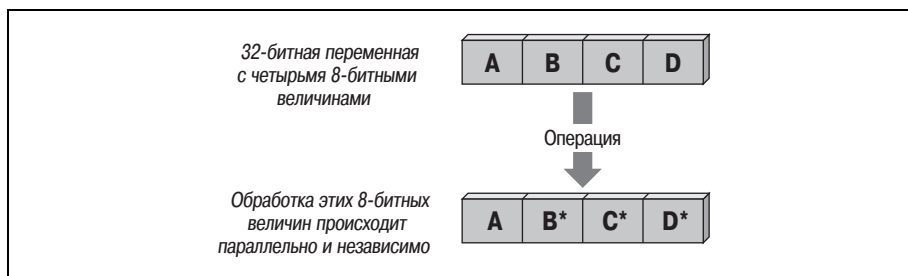 32-битная переменная
с четырьмя 8-битными
величинами
A B C D
Операция
Обработка этих 8-битных
величин происходит
параллельно и независимо
A B* C* D*